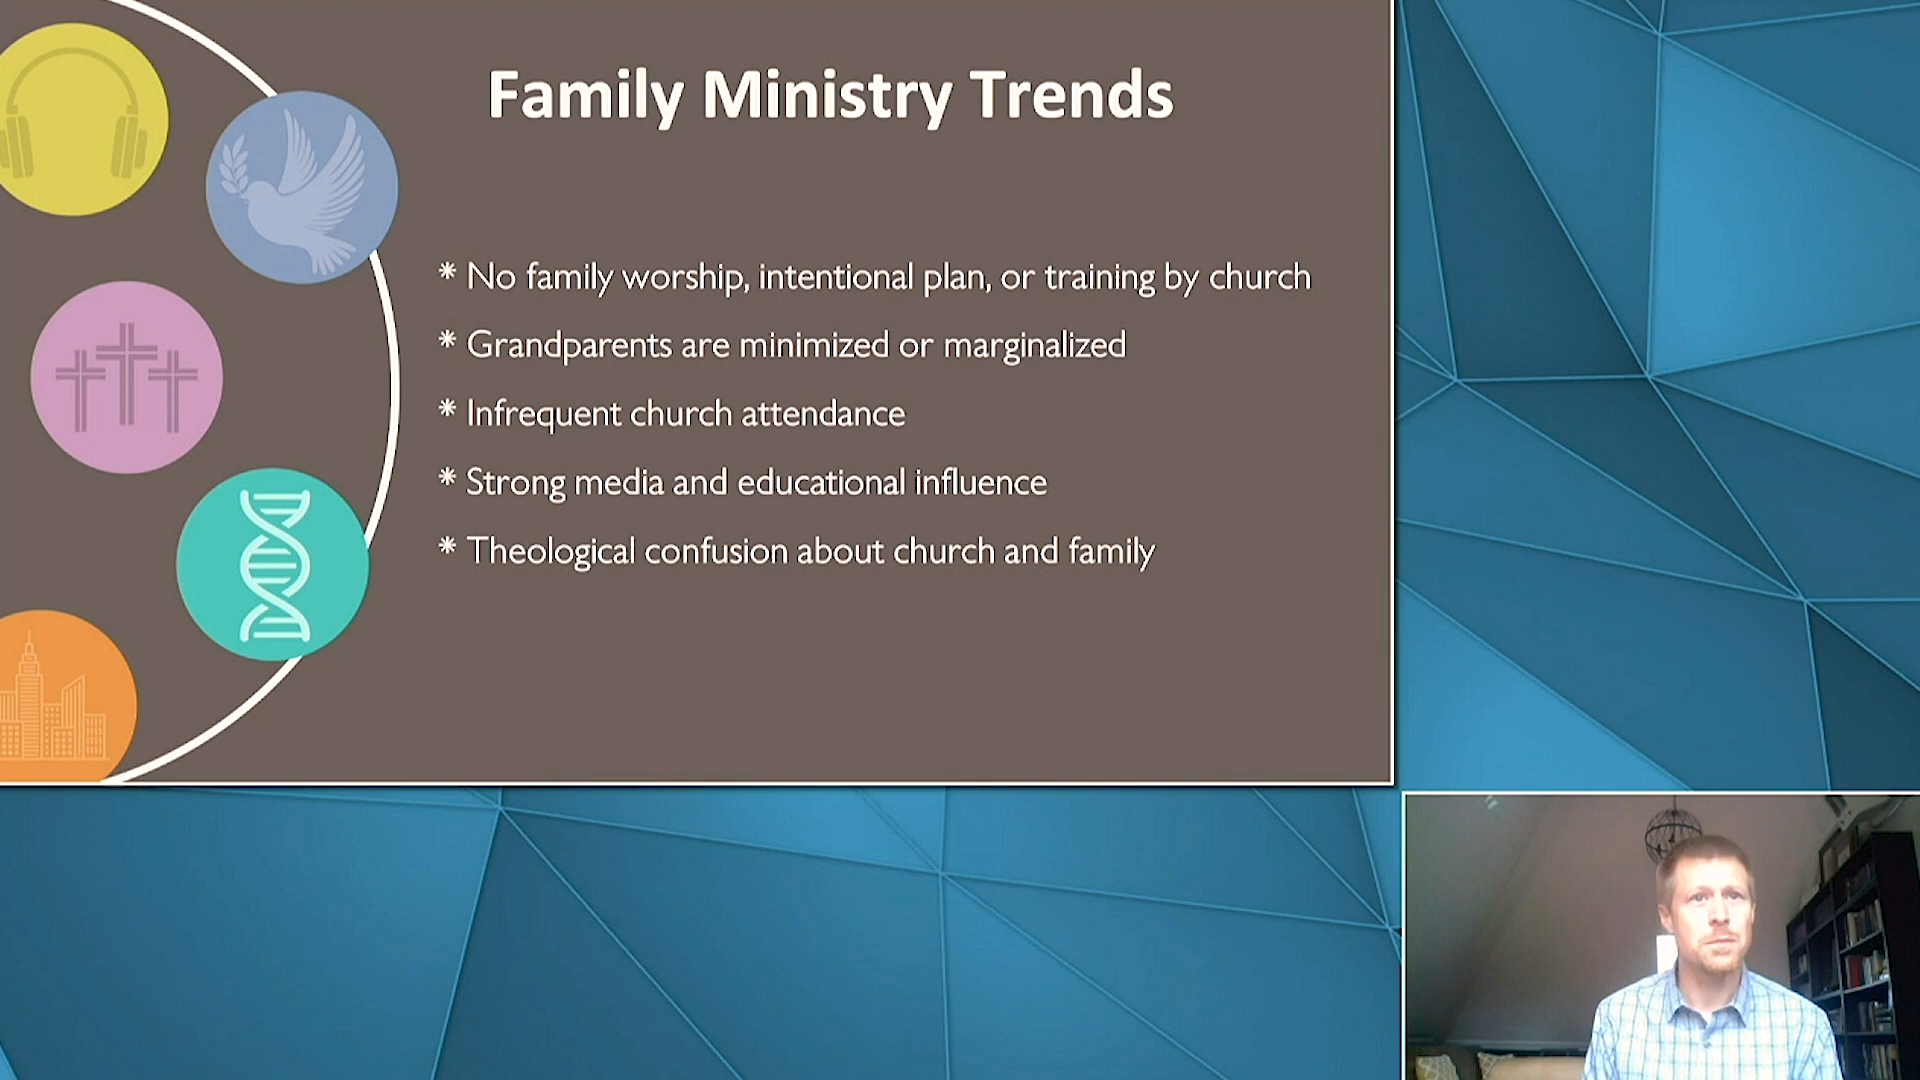 Family Ministry Trends
* No family worship, intentional plan, or training by church
* Grandparents are minimized or marginalized
* Infrequent church attendance
* Strong media and educational influence
* Theological confusion about church and family